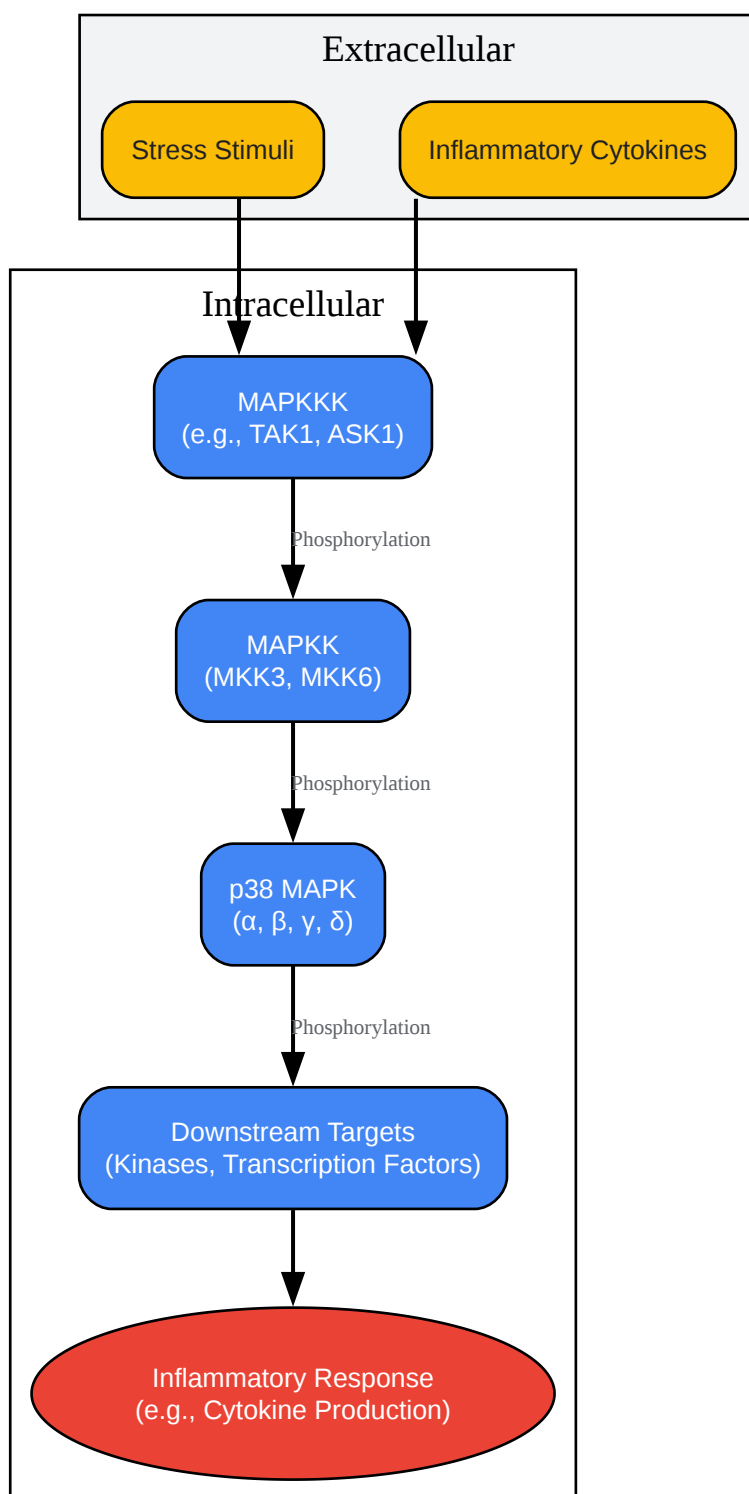 Extracellular
Stress Stimuli
Inflammatory Cytokines
Intracellular
MAPKKK
(e.g., TAK1, ASK1)
Phosphorylation
MAPKK
(MKK3, MKK6)
Phosphorylation
p38 MAPK
(α, β, γ, δ)
Phosphorylation
Downstream Targets
(Kinases, Transcription Factors)
Inflammatory Response
(e.g., Cytokine Production)